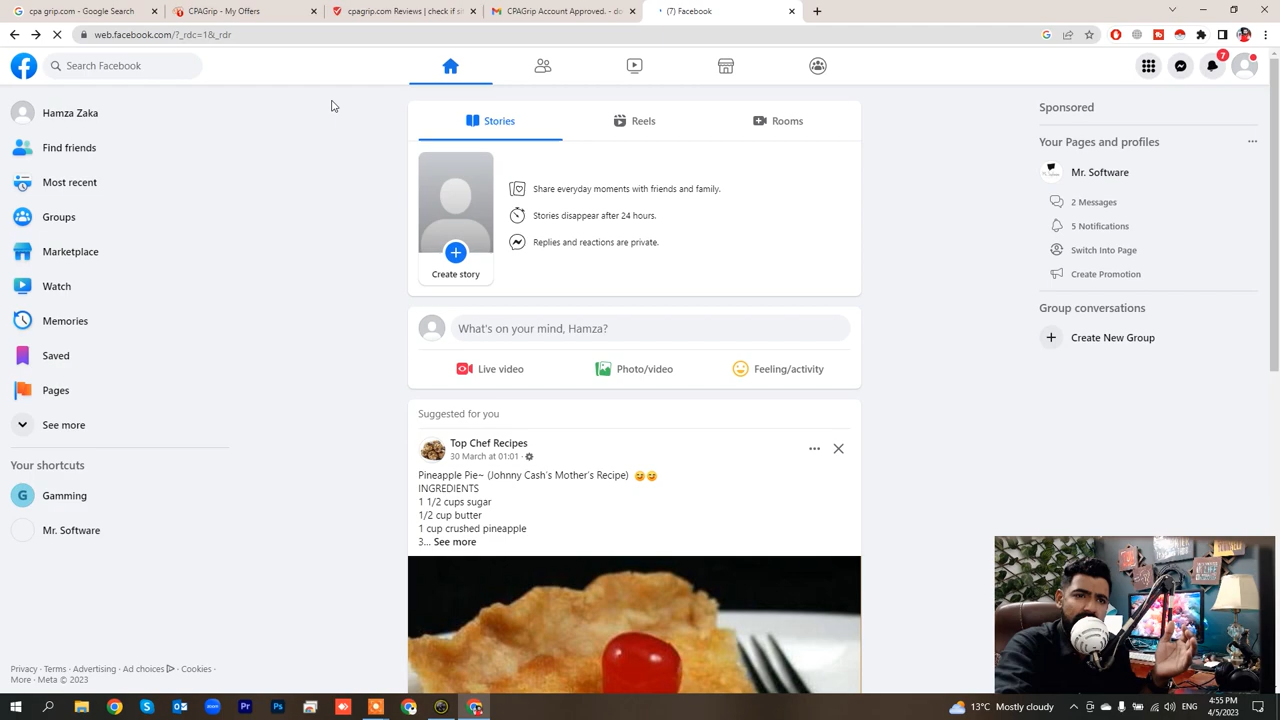 cpa grip.com - Google Search
CPAGrip - My Offers
cpagrip.com Reviews | check if si
CPAGrip Account Approved. - do
(7) Facebook
web.facebook.com/?_rdc=1&_rdr
Search Facebook
7
Hamza Zaka
Find friends
Most recent
Groups
Marketplace
Watch
Memories
Saved
Pages
See more
Your shortcuts
G
Gamming
Mr. Software
Privacy · Terms · Advertising · Ad choices · Cookies ·
More · Meta © 2023
Stories
Reels
Rooms
Create story
Share everyday moments with friends and family.
Stories disappear after 24 hours.
Replies and reactions are private.
What's on your mind, Hamza?
Live video
Photo/video
Feeling/activity
Suggested for you
Top Chef Recipes
30 March at 01:01 ·
Pineapple Pie~ (Johnny Cash's Mother's Recipe)
INGREDIENTS
1 1/2 cups sugar
1/2 cup butter
1 cup crushed pineapple
3... See more
Sponsored
Your Pages and profiles
Mr. Software
2 Messages
5 Notifications
Switch Into Page
Create Promotion
Group conversations
Create New Group
13°C Mostly cloudy
4:55 PM
4/5/2023